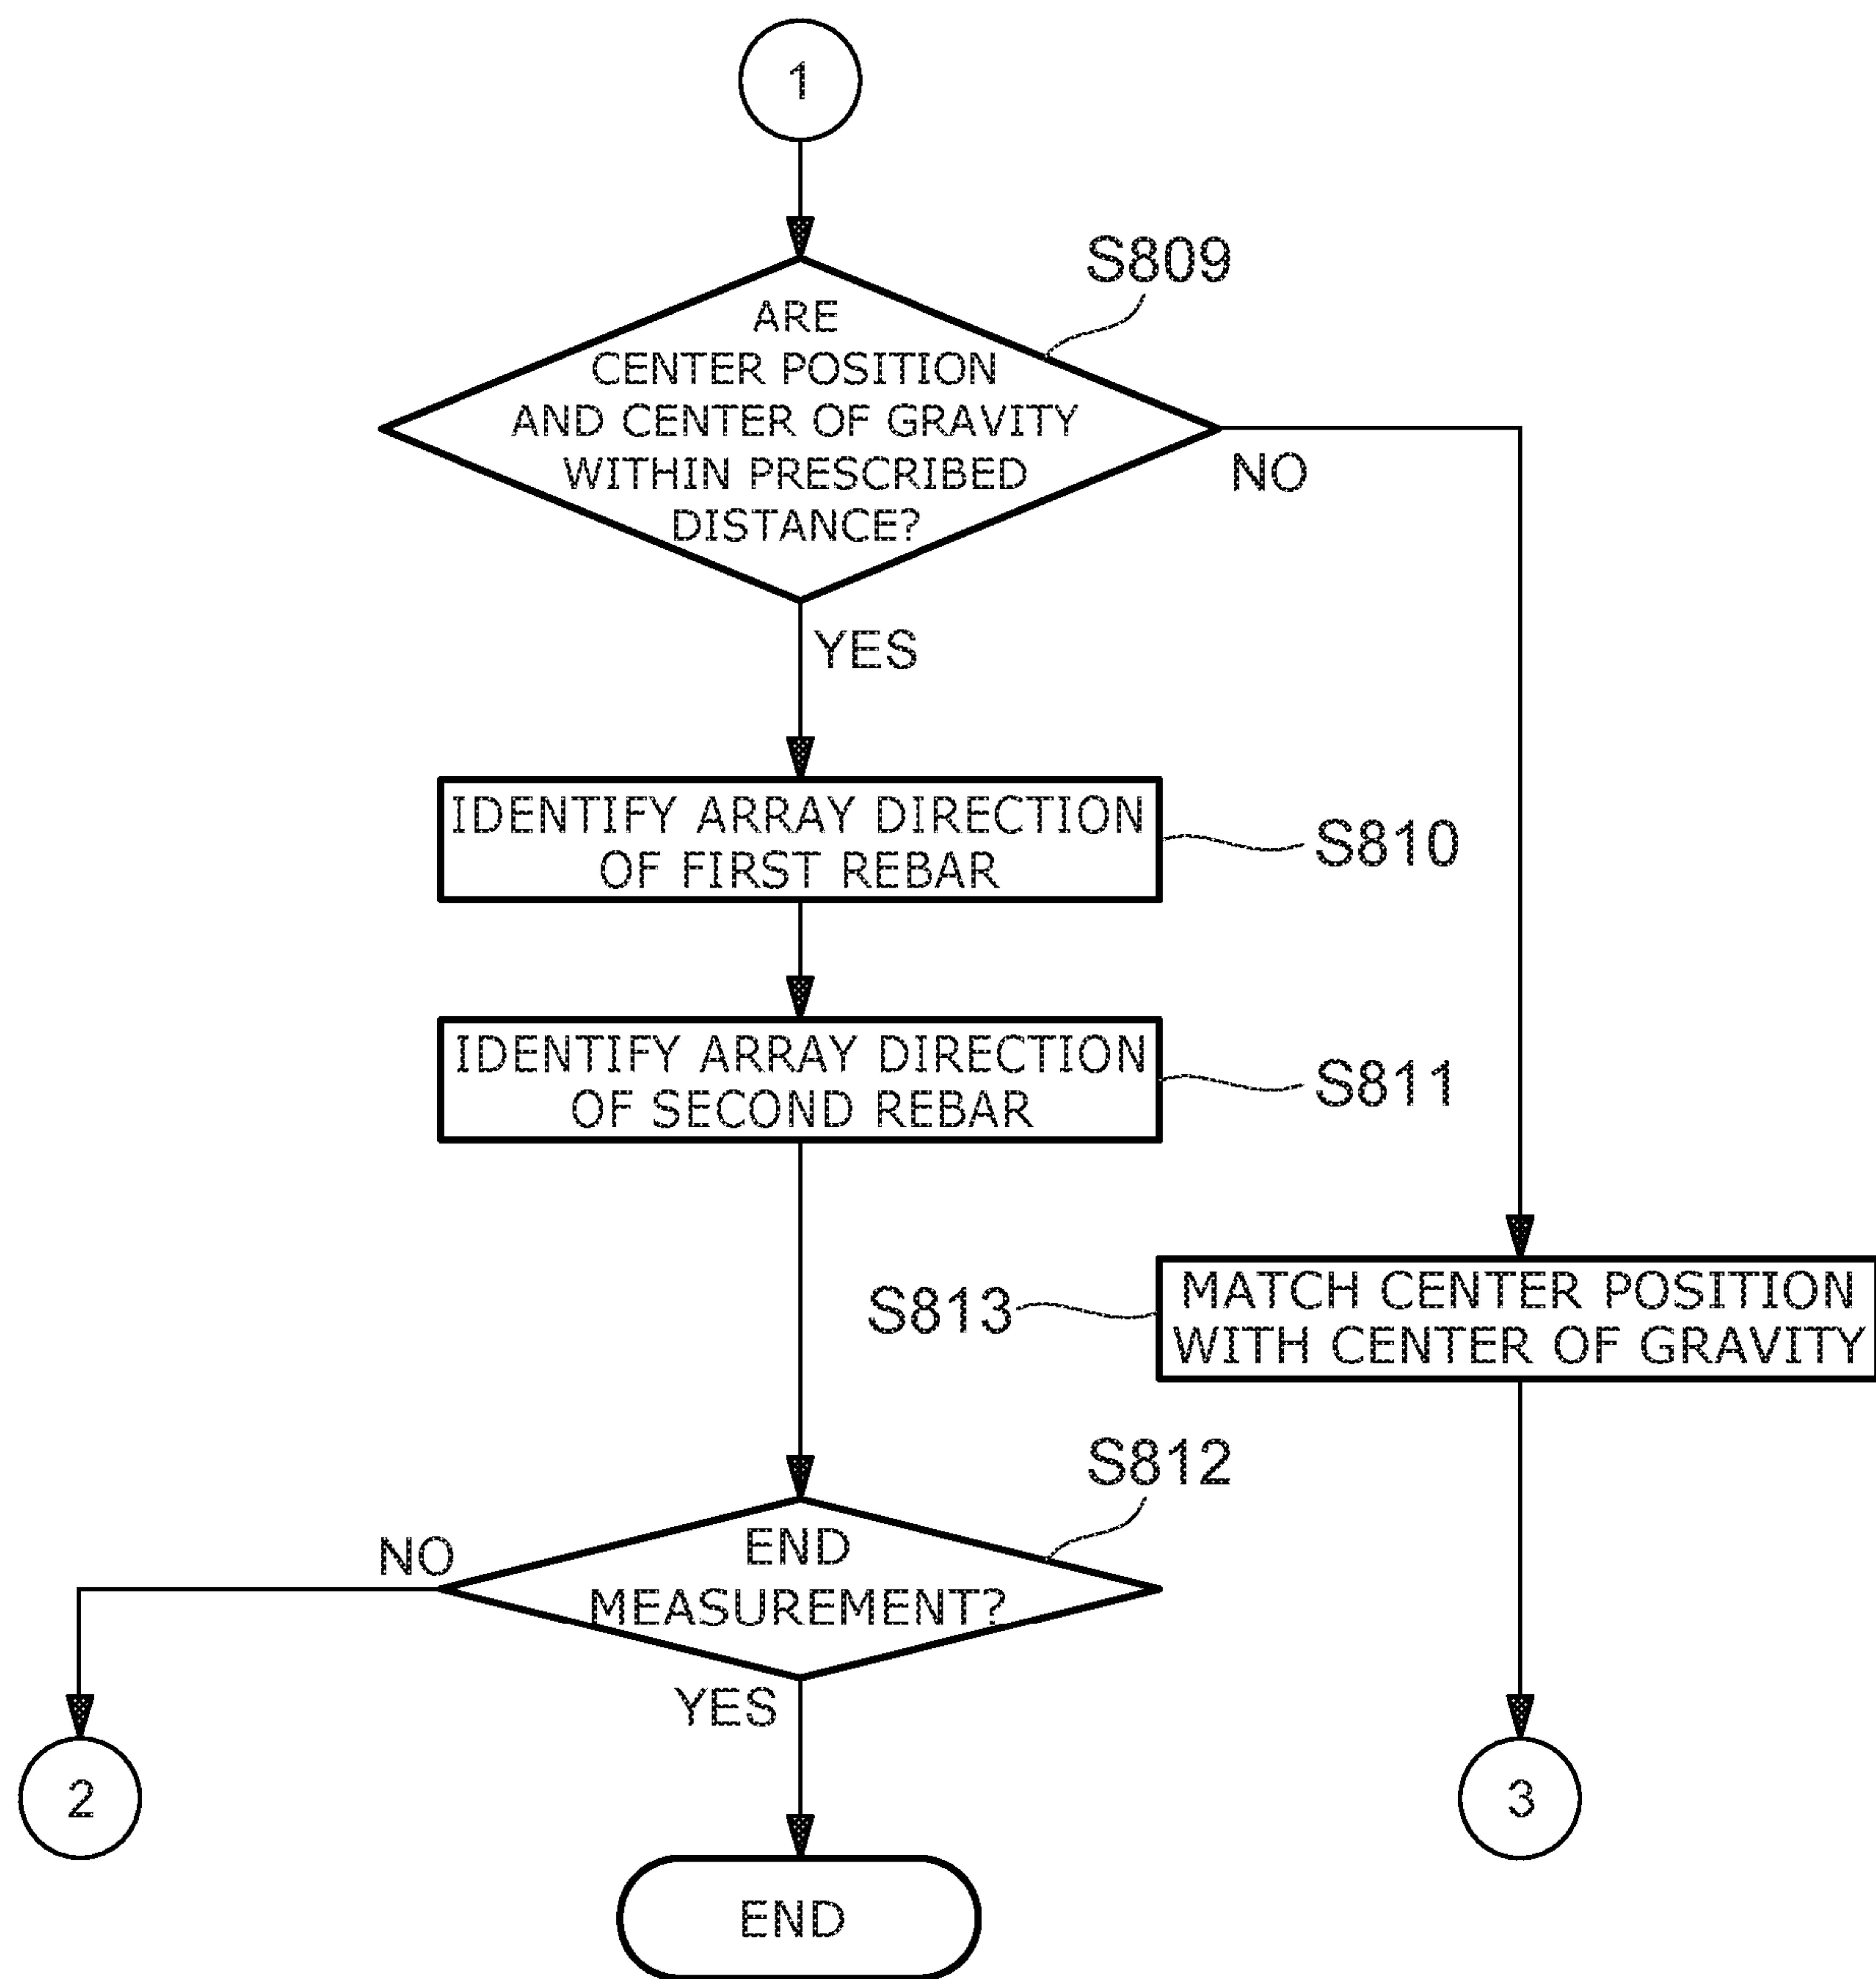 1
S809
ARE
CENTER POSITION
AND CENTER OF GRAVITY
WITHIN PRESCRIBED
DISTANCE?
NO
YES
IDENTIFY ARRAY DIRECTION
OF FIRST REBAR
S810
IDENTIFY ARRAY DIRECTION
OF SECOND REBAR
S811
S813
MATCH CENTER POSITION
WITH CENTER OF GRAVITY
S812
NO
END
MEASUREMENT?
YES
2
3
END